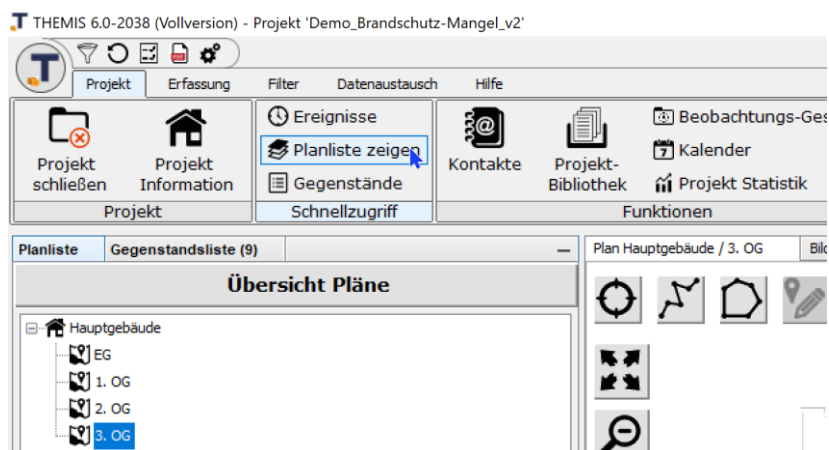 THEMIS 6.0-2038 (Vollversion) - Projekt 'Demo_Brandschutz-Mangel_v2'
Projekt Erfassung Filter Datenaustausch Hilfe
Projekt schließen
Projekt Information
Projekt
Ereignisse
Planliste zeigen
Gegenstände
Schnellzugriff
Kontakte
Projekt-
Bibliothek
Beobachtungs-Ges
Kalender
Projekt Statistik
Funktionen
Planliste Gegenstandsliste (9)
Übersicht Pläne
Hauptgebäude
EG
1. OG
2. OG
3. OG
Plan Hauptgebäude / 3. OG